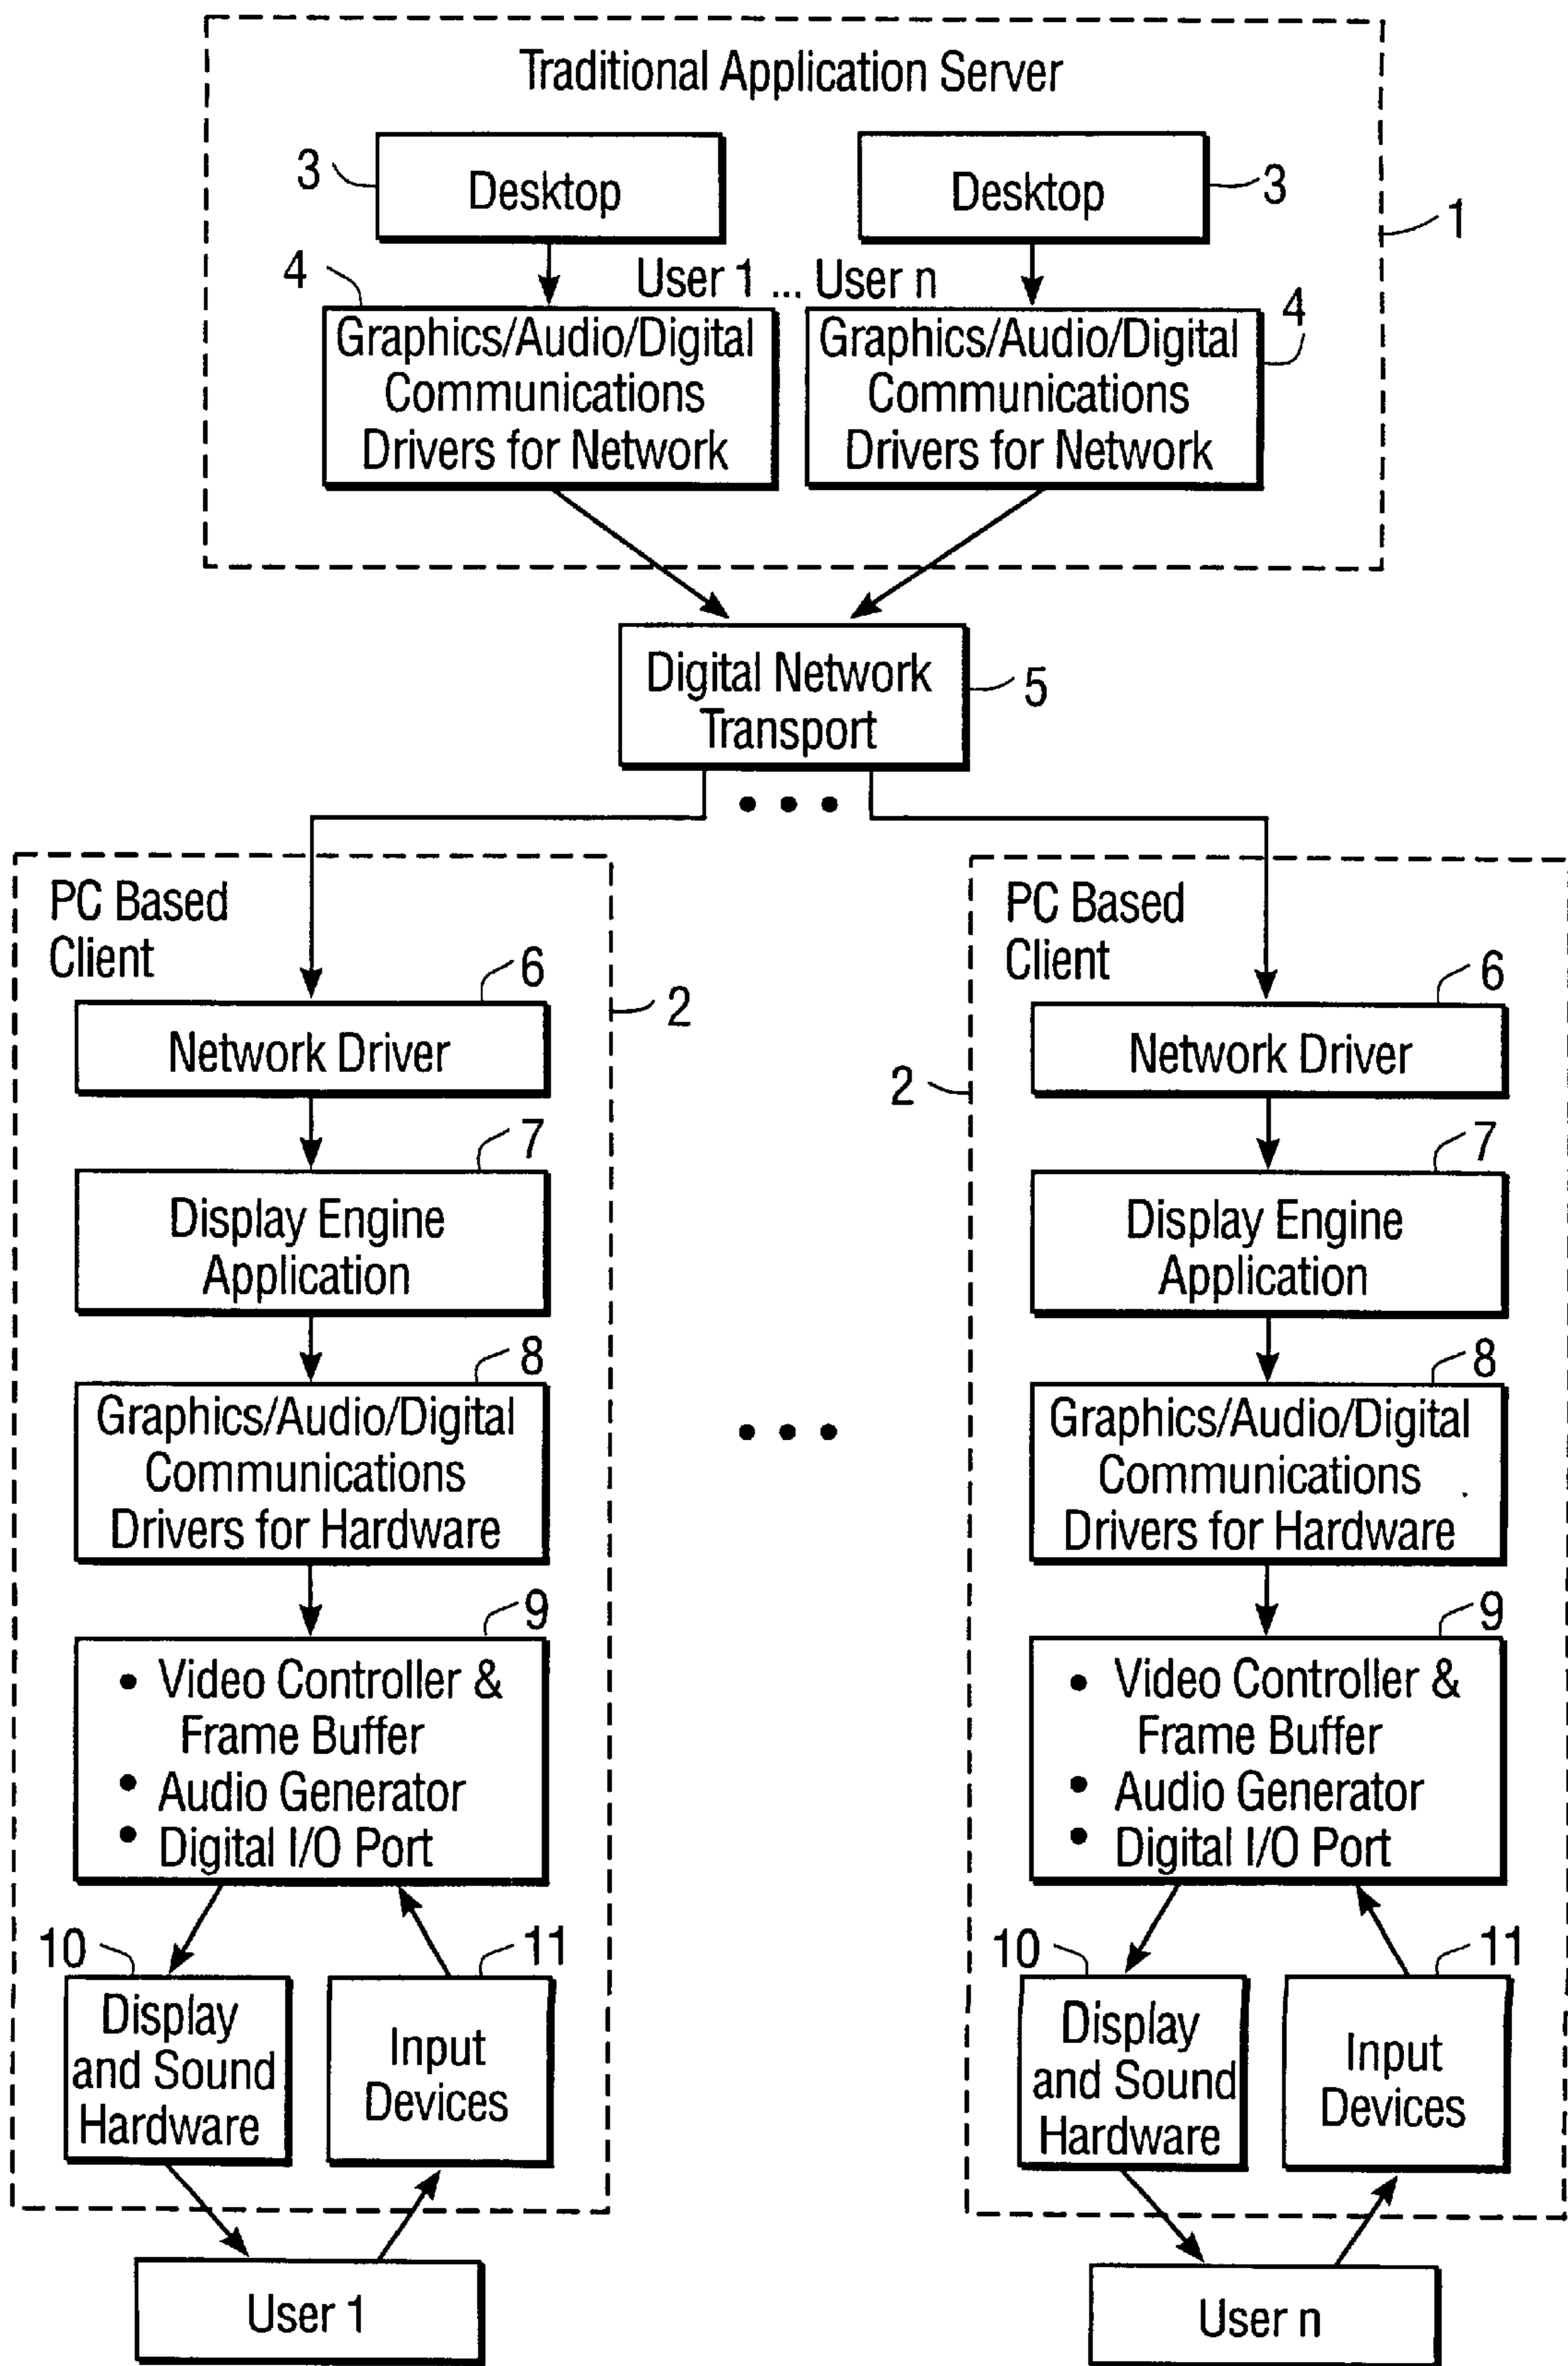 Traditional Application Server
3
Desktop
Desktop
3
1
4
User 1 ... User n
4
Graphics/Audio/Digital
Communications
Drivers for Network
Graphics/Audio/Digital
Communications
Drivers for Network
Digital Network
Transport
5
PC Based
Client
6
2
Network Driver
7
Display Engine
Application
8
Graphics/Audio/Digital
Communications
Drivers for Hardware
9
• Video Controller &
Frame Buffer
• Audio Generator
• Digital I/O Port
10
11
Display
and Sound
Hardware
Input
Devices
User 1
PC Based
Client
6
2
Network Driver
7
Display Engine
Application
8
Graphics/Audio/Digital
Communications
Drivers for Hardware
9
• Video Controller &
Frame Buffer
• Audio Generator
• Digital I/O Port
10
11
Display
and Sound
Hardware
Input
Devices
User n